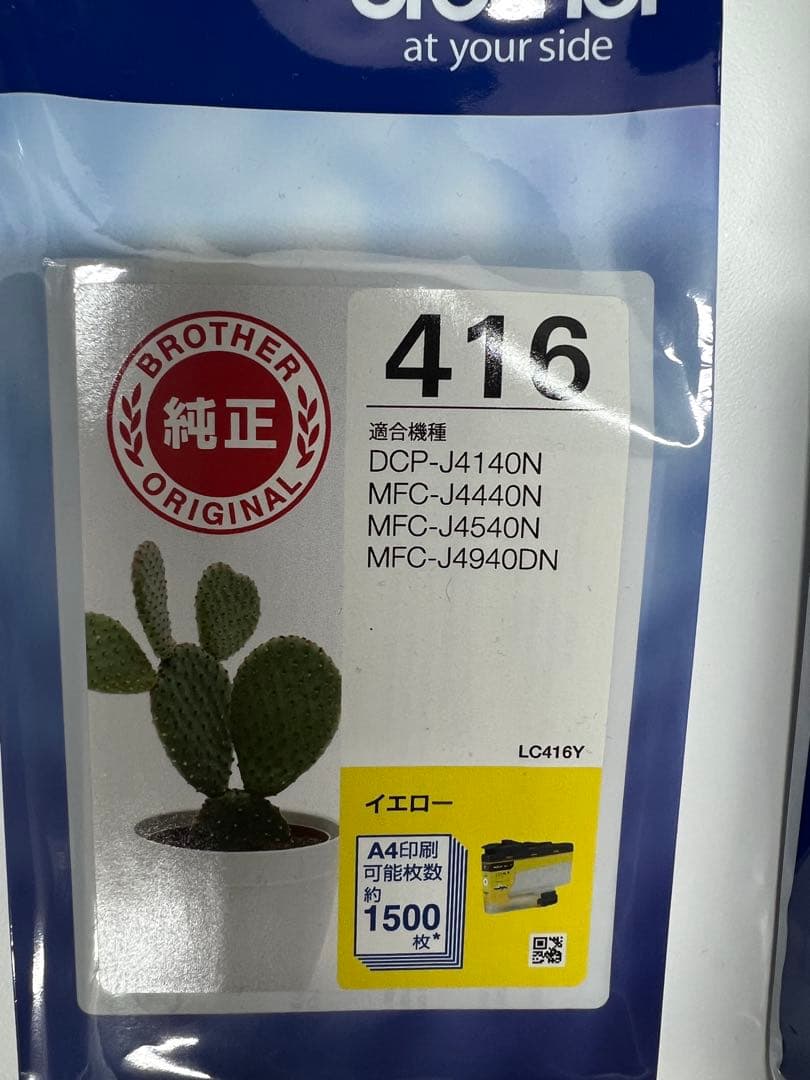 brother
at your side
BROTHER
純正
ORIGINAL
416
適合機種
DCP-J4140N
MFC-J4440N
MFC-J4540N
MFC-J4940DN
LC416Y
イエロー
A4印刷
可能枚数
約
1500
枚*